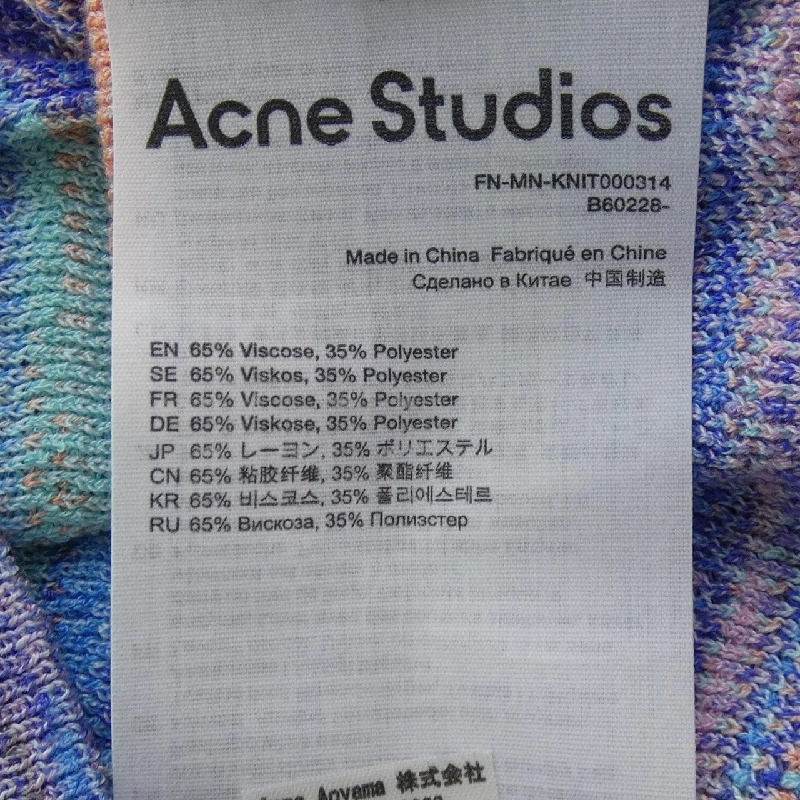 Acne Studios
FN-MN-KNIT000314
B60228-
Made in China Fabriqué en Chine
Сделано в Китае 中国制造
EN 65% Viscose, 35% Polyester
SE 65% Viskos, 35% Polyester
FR 65% Viscose, 35% Polyester
DE 65% Viskose, 35% Polyester
JP 65% レーヨン, 35% ポリエステル
CN 65% 粘胶纤维, 35% 聚酯纤维
KR 65% 비스코스, 35% 폴리에스테르
RU 65% Вискоза, 35% Полиэстер
Aoyama 株式会社